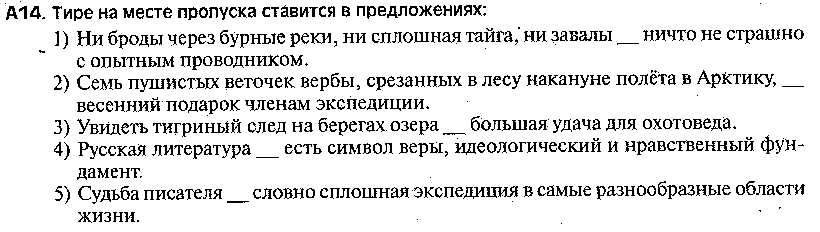 А14. Тире на месте пропуска ставится в предложениях:
1) Ни броды через бурные реки, ни сплошная тайга, ни завалы __ ничто не страшно
с опытным проводником.
2) Семь пушистых веточек вербы, срезанных в лесу накануне полёта в Арктику, __
весенний подарок членам экспедиции.
3) Увидеть тигриный след на берегах озера __ большая удача для охотоведа.
4) Русская литература __ есть символ веры, идеологический и нравственный фун-
дамент.
5) Судьба писателя __ словно сплошная экспедиция в самые разнообразные области
жизни.